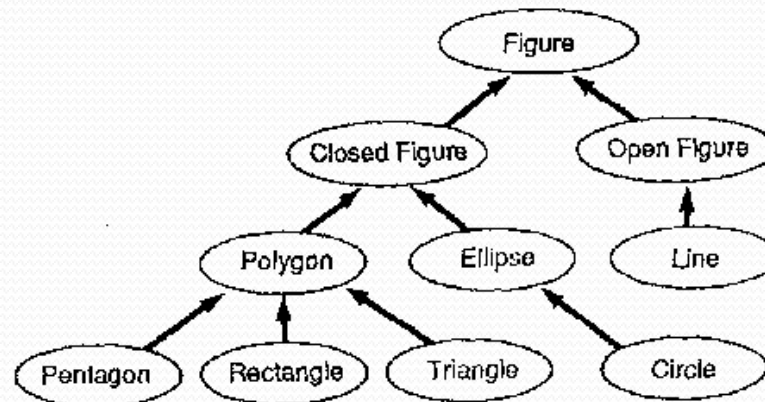 Figure
Closed Figure
Open Figure
Polygon
Ellipse
Line
Pentagon
Rectangle
Triangle
Circle